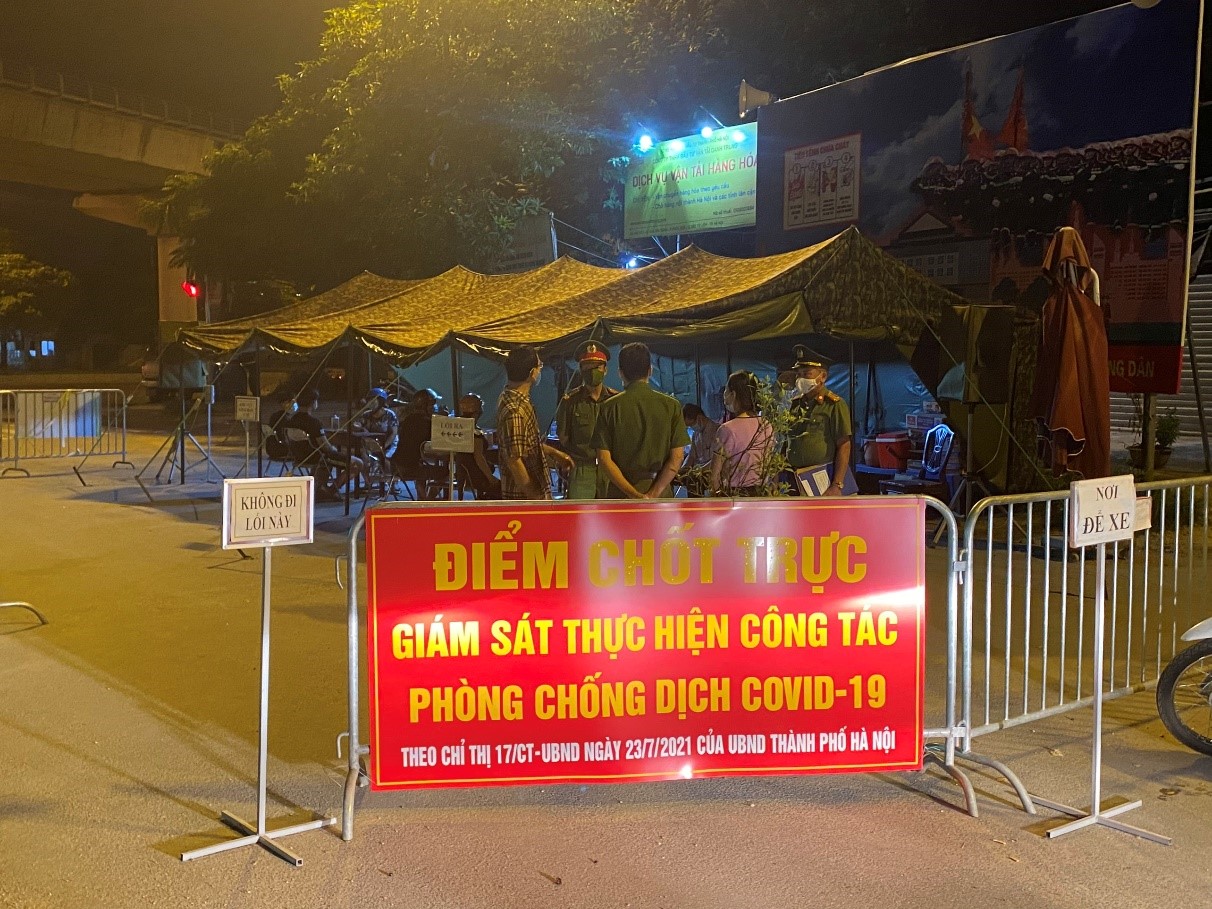 DỊCH VỤ VẬN TẢI HÀNG HÓA
LỐI RA
KHÔNG ĐI
LỐI NÀY
NƠI
ĐỂ XE
ĐIỂM CHỐT TRỰC
GIÁM SÁT THỰC HIỆN CÔNG TÁC
PHÒNG CHỐNG DỊCH COVID-19
THEO CHỈ THỊ 17/CT-UBND NGÀY 23/7/2021 CỦA UBND THÀNH PHỐ HÀ NỘI